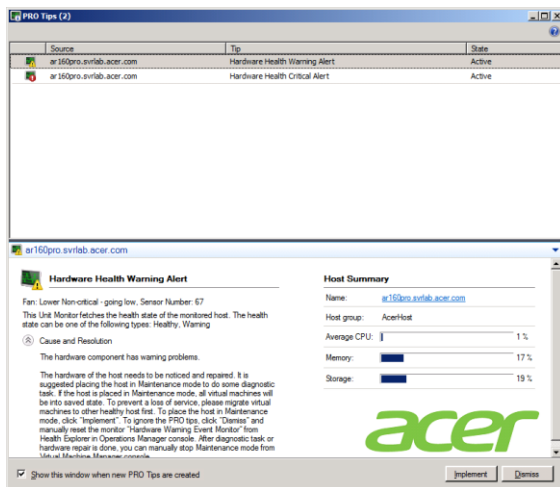 PRO Tips (2)
Source Tip State
ar160pro.svrlab.acer.com Hardware Health Warning Alert Active
ar160pro.svrlab.acer.com Hardware Health Critical Alert Active
ar160pro.svrlab.acer.com
Hardware Health Warning Alert
Fan: Lower Non-critical - going low, Sensor Number: 67
This Unit Monitor fetches the health state of the monitored host. The health
state can be one of the following types: Healthy, Warning
Cause and Resolution
The hardware component has warning problems.
The hardware of the host needs to be noticed and repaired. It is
suggested placing the host in Maintenance mode to do some diagnostic
task. If the host is placed in Maintenance mode, all virtual machines will
be into saved state. To prevent a loss of service, please migrate virtual
machines to other healthy host first. To place the host in Maintenance
mode, click "Implement". To ignore the PRO tips, click "Dismiss" and
manually reset the monitor "Hardware Warning Event Monitor" from
Health Explorer in Operations Manager console. After diagnostic task or
hardware repair is done, you can manually stop Maintenance mode from
Virtual Machine Manager console.
Host Summary
Name: ar160pro.svrlab.acer.com
Host group: AcerHost
Average CPU: 1 %
Memory: 17 %
Storage: 19 %
acer
Show this window when new PRO Tips are created
Implement Dismiss